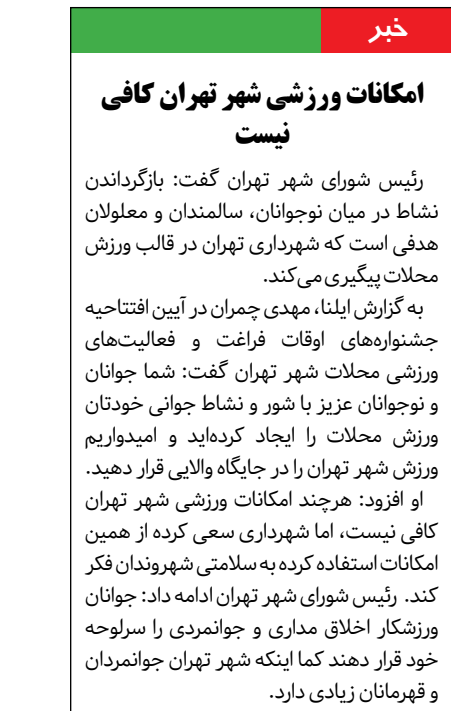 خبر
امکانات ورزشی شهر تهران کافی
نیست
رئیس شورای شهر تهران گفت: بازگرداندن
نشاط در میان نوجوانان، سالمندان و معلولان
هدفی است که شهرداری تهران در قالب ورزش
محلات پیگیری می‌کند.
به گزارش ایلنا، مهدی چمران در آیین افتتاحیه
جشنواره‌های اوقات فراغت و فعالیت‌های
ورزشی محلات شهر تهران گفت: شما جوانان
و نوجوانان عزیز با شور و نشاط جوانی خودتان
ورزش محلات را ایجاد کرده‌اید و امیدواریم
ورزش شهر تهران را در جایگاه والایی قرار دهید.
او افزود: هرچند امکانات ورزشی شهر تهران
کافی نیست، اما شهرداری سعی کرده از همین
امکانات استفاده کرده به سلامتی شهروندان فکر
کند. رئیس شورای شهر تهران ادامه داد: جوانان
ورزشکار اخلاق مداری و جوانمردی را سرلوحه
خود قرار دهند کما اینکه شهر تهران جوانمردان
و قهرمانان زیادی دارد.